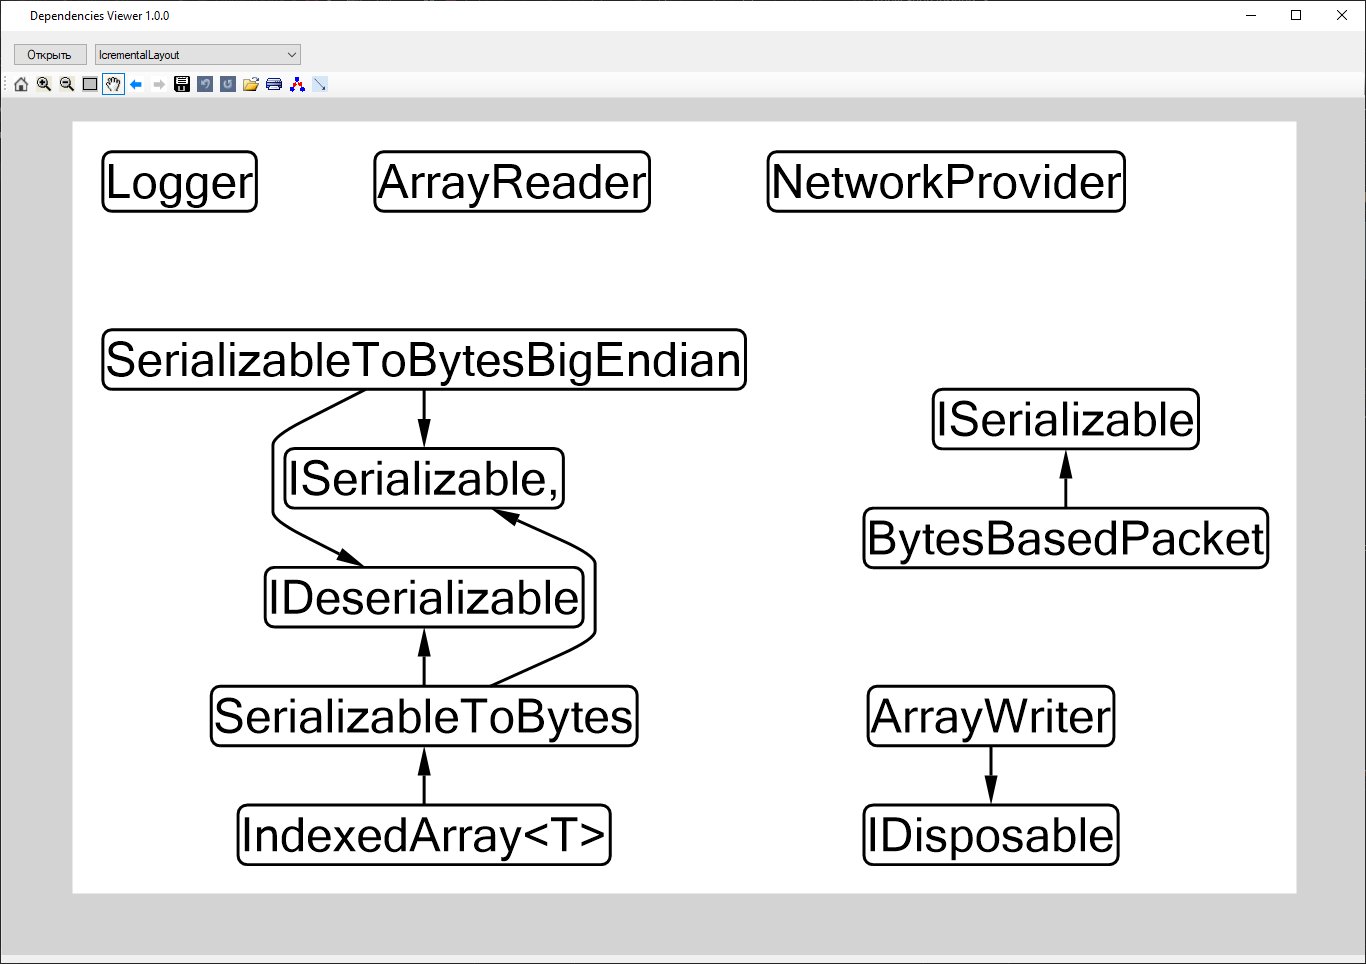 Dependencies Viewer 1.0.0
Открыть
IcrementalLayout
Logger
ArrayReader
NetworkProvider
SerializableToBytesBigEndian
ISerializable
ISerializable,
BytesBasedPacket
IDeserializable
SerializableToBytes
ArrayWriter
IndexedArray<T>
IDisposable